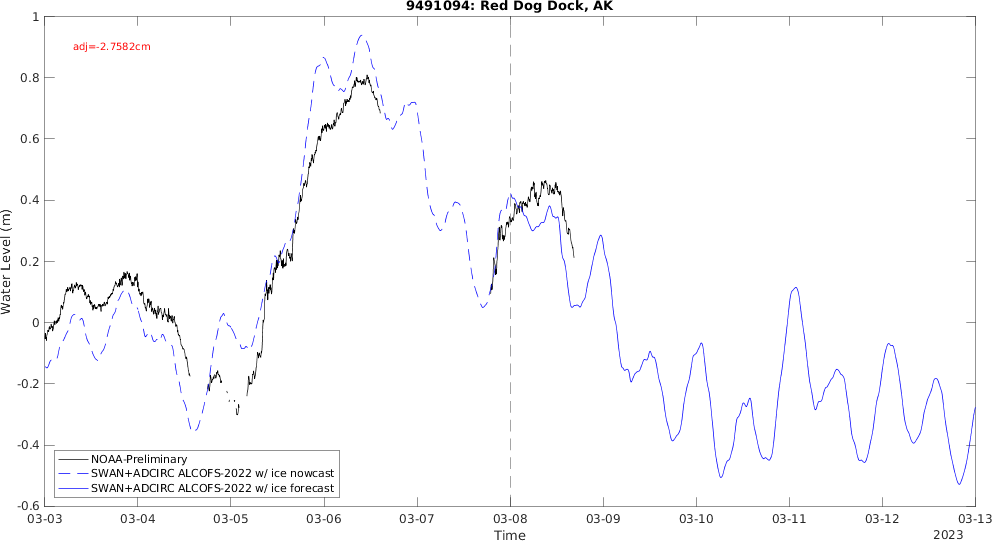 9491094: Red Dog Dock, AK
adj=-2.7582cm
Water Level (m)
1
0.8
0.6
0.4
0.2
0
-0.2
-0.4
-0.6
NOAA-Preliminary
SWAN+ADCIRC ALCOFS-2022 w/ ice nowcast
SWAN+ADCIRC ALCOFS-2022 w/ ice forecast
03-03 03-04 03-05 03-06 03-07 03-08 03-09 03-10 03-11 03-12 03-13
Time
2023